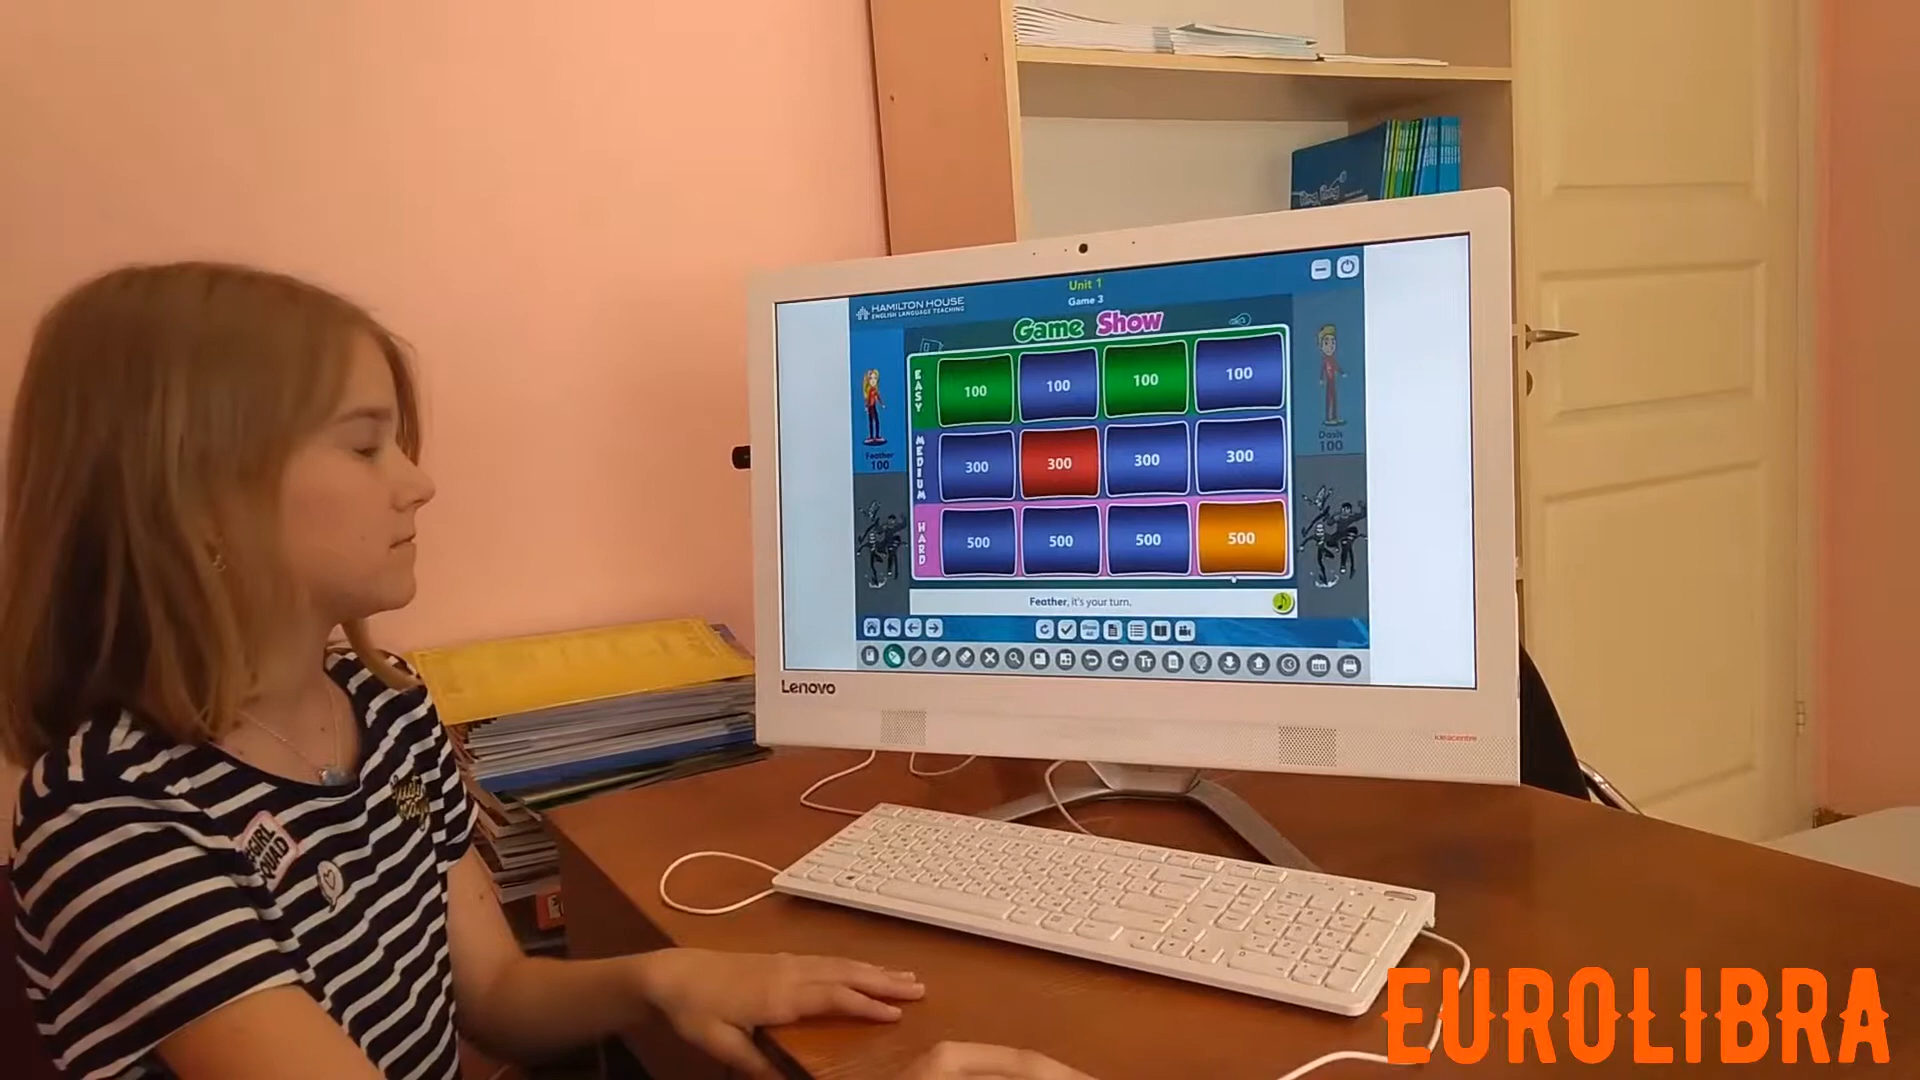 Unit 1
Game 3
HAMILTON HOUSE
ENGLISH LANGUAGE TEACHING
Game Show
EASY
100
100
100
100
MEDIUM
300
300
300
300
HARD
500
500
500
500
Feather
100
Dash
100
Feather, it's your turn.
Tr
Lenovo
ideacentre
GIRL
SQUAD
EUROLIBRA